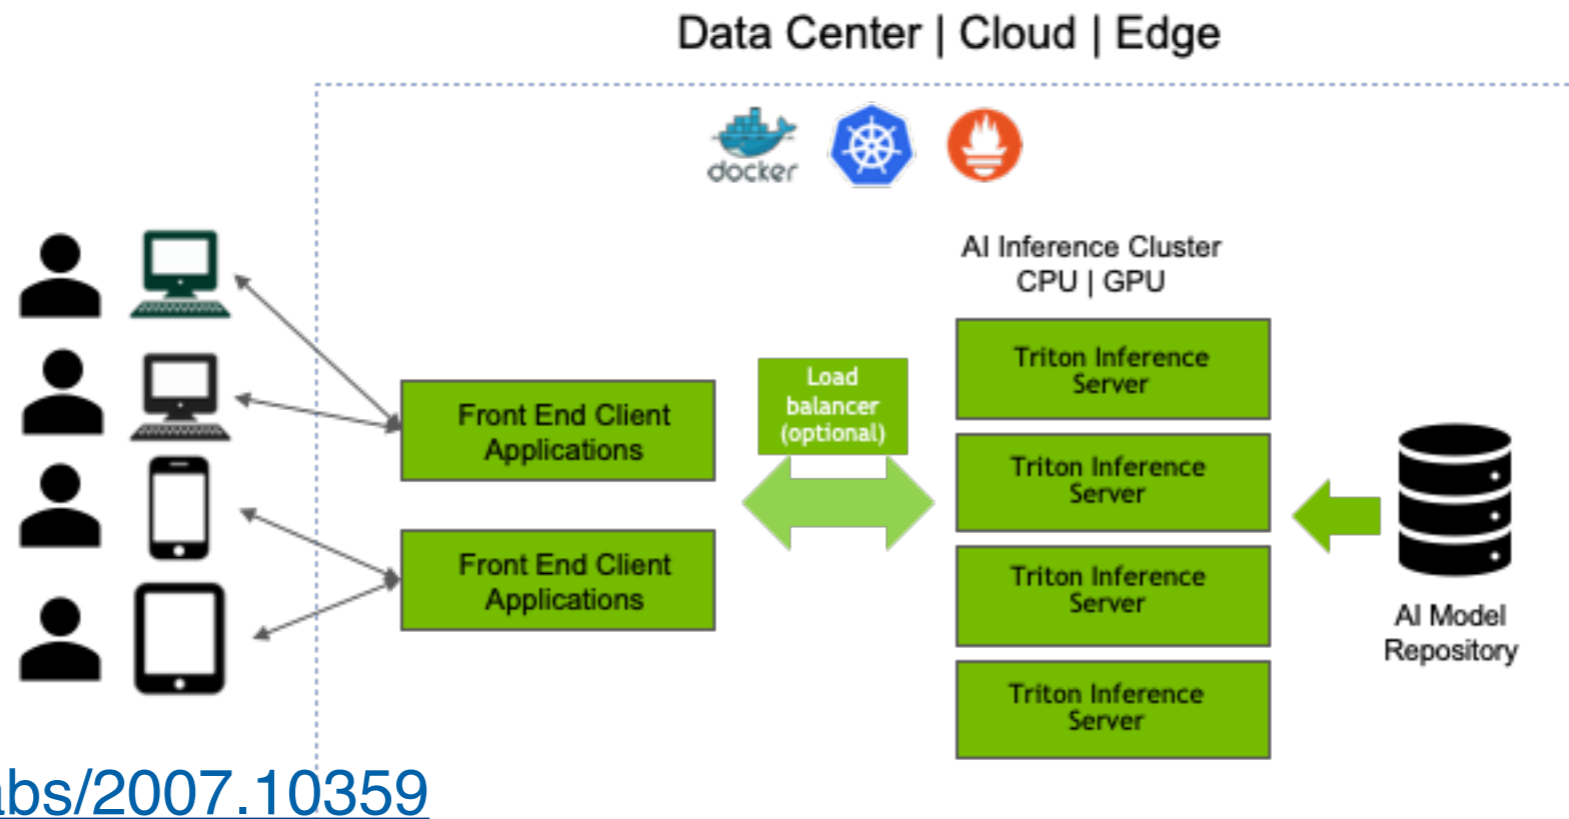 Data Center | Cloud | Edge
docker
AI Inference Cluster
CPU | GPU
Front End Client
Applications
Front End Client
Applications
Load
balancer
(optional)
Triton Inference
Server
Triton Inference
Server
Triton Inference
Server
Triton Inference
Server
AI Model
Repository
abs/2007.10359